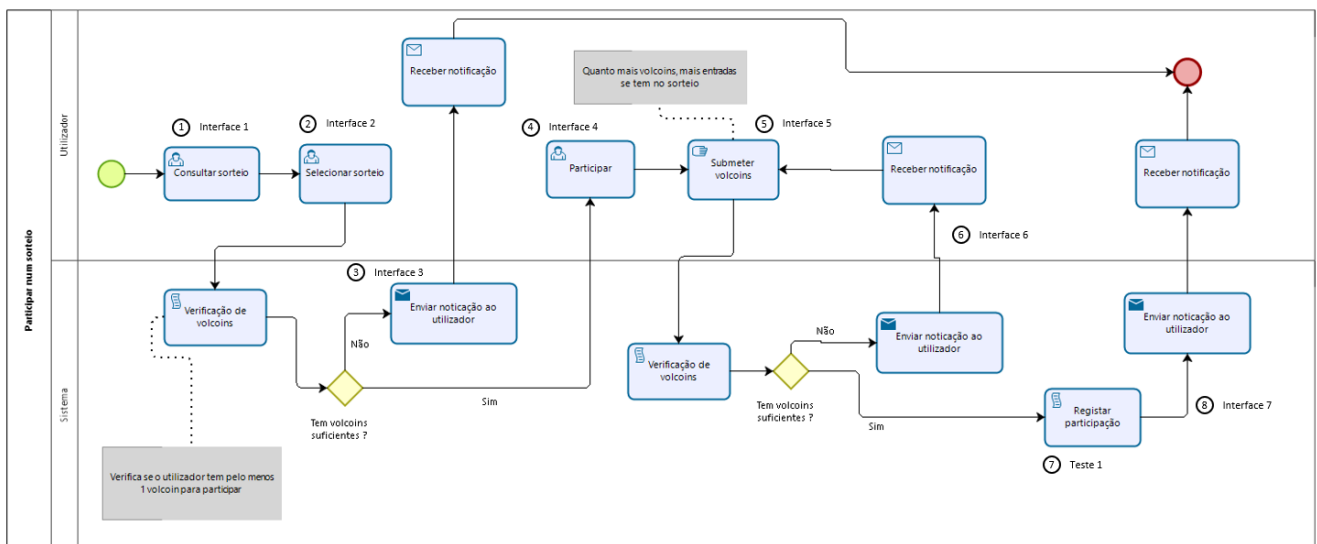 Participar num sorteio
Utilizador
Sistema
1 Interface 1
Consultar sorteio
2 Interface 2
Selecionar sorteio
Receber notificação
Quanto mais volcoins, mais entradas
se tem no sorteio
4 Interface 4
Participar
5 Interface 5
Submeter
volcoins
Receber notificação
6 Interface 6
Receber notificação
3 Interface 3
Verificação de
volcoins
Enviar noticação ao
utilizador
Não
Sim
Tem volcoins
suficientes ?
Verifica se o utilizador tem pelo menos
1 volcoin para participar
Verificação de
volcoins
Não
Enviar noticação ao
utilizador
Tem volcoins
suficientes ?
Sim
Registar
participação
7 Teste 1
Enviar noticação ao
utilizador
8 Interface 7